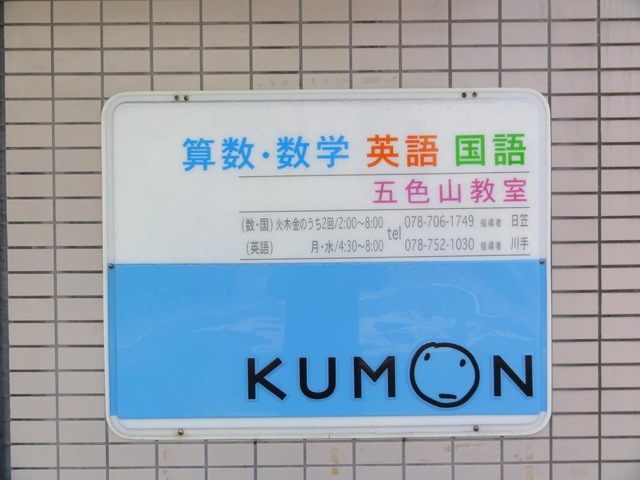 算数・数学 英語 国語
五色山教室
(数・国) 火木金のうち2回/2:00〜8:00 tel 078-706-1749 指導者 日笠
(英語) 月・水/4:30〜8:00 078-752-1030 指導者 川手
KUMON